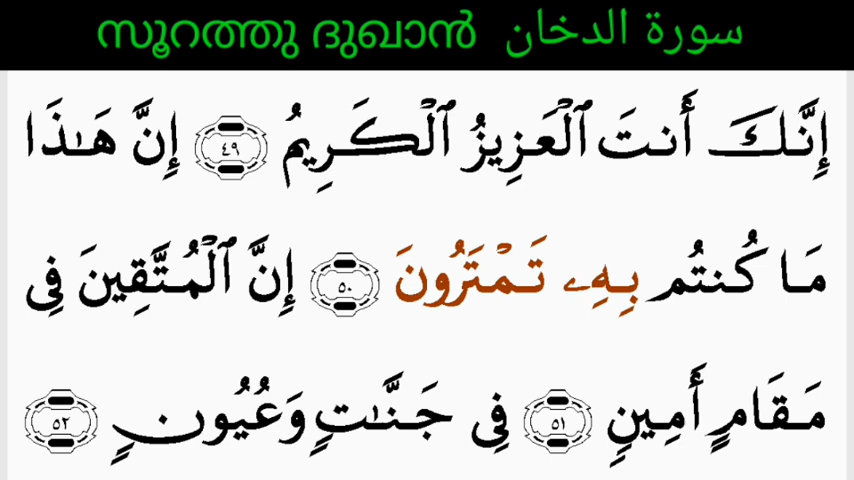 സൂറത്തു ദുഖാൻ سورة الدخان
إِنَّكَ أَنتَ ٱلْعَزِيزُ ٱلْكَرِيمُ ٤٩ إِنَّ هَـٰذَا
مَا كُنتُم بِهِۦ تَمْتَرُونَ ٥٠ إِنَّ ٱلْمُتَّقِينَ فِى
مَقَامٍ أَمِينٍ ٥١ فِى جَنَّـٰتٍ وَعُيُونٍ ٥٢